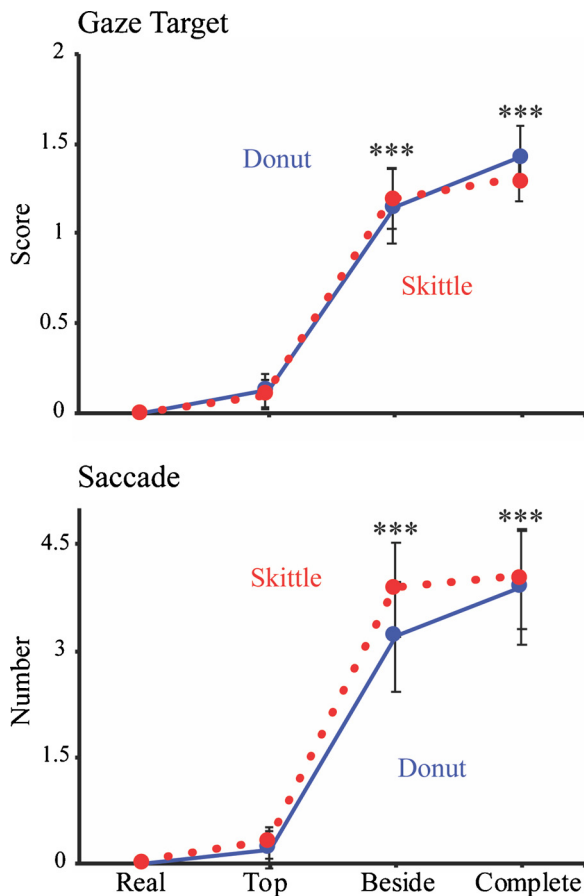 Gaze Target
2
***
***
Donut
1.5
1
Score
Skittle
0.5
0
Saccade
***
***
4.5
Skittle
3
Number
1.5
Donut
0
Real Top Beside Complete